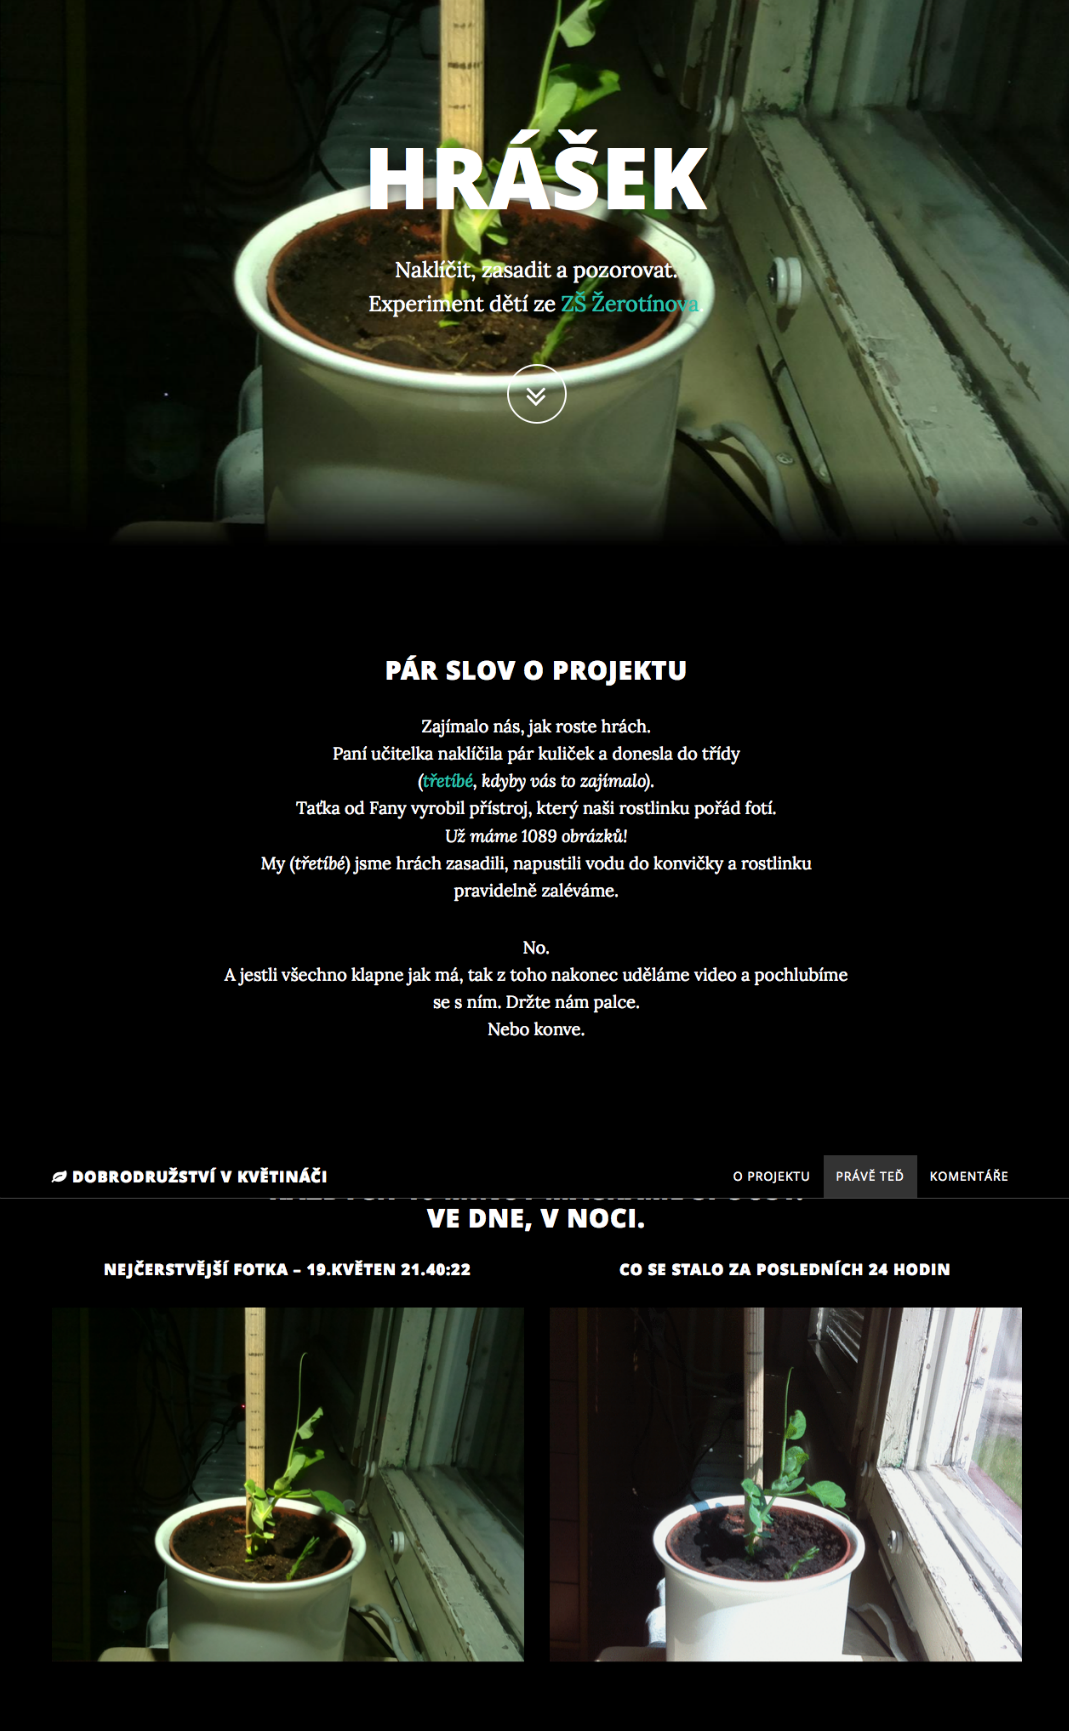 HRÁŠEK
Naklíčit, zasadit a pozorovat.
Experiment dětí ze ZŠ Žerotínova
PÁR SLOV O PROJEKTU
Zajímalo nás, jak roste hrách.
Paní učitelka naklíčila pár kuliček a donesla do třídy
(třetíbé, kdyby vás to zajímalo).
Taťka od Fany vyrobil přístroj, který naši rostlinku pořád fotí.
Už máme 1089 obrázků!
My (třetíbé) jsme hrách zasadili, napustili vodu do konvičky a rostlinku
pravidelně zaléváme.
No.
A jestli všechno klapne jak má, tak z toho nakonec uděláme video a pochlubíme
se s ním. Držte nám palce.
Nebo konve.
DOBRODRUŽSTVÍ V KVĚTINÁČI
O PROJEKTU
PRÁVĚ TEĎ
KOMENTÁŘE
VE DNE, V NOCI.
NEJČERSTVĚJŠÍ FOTKA – 19.KVĚTEN 21.40:22
CO SE STALO ZA POSLEDNÍCH 24 HODIN